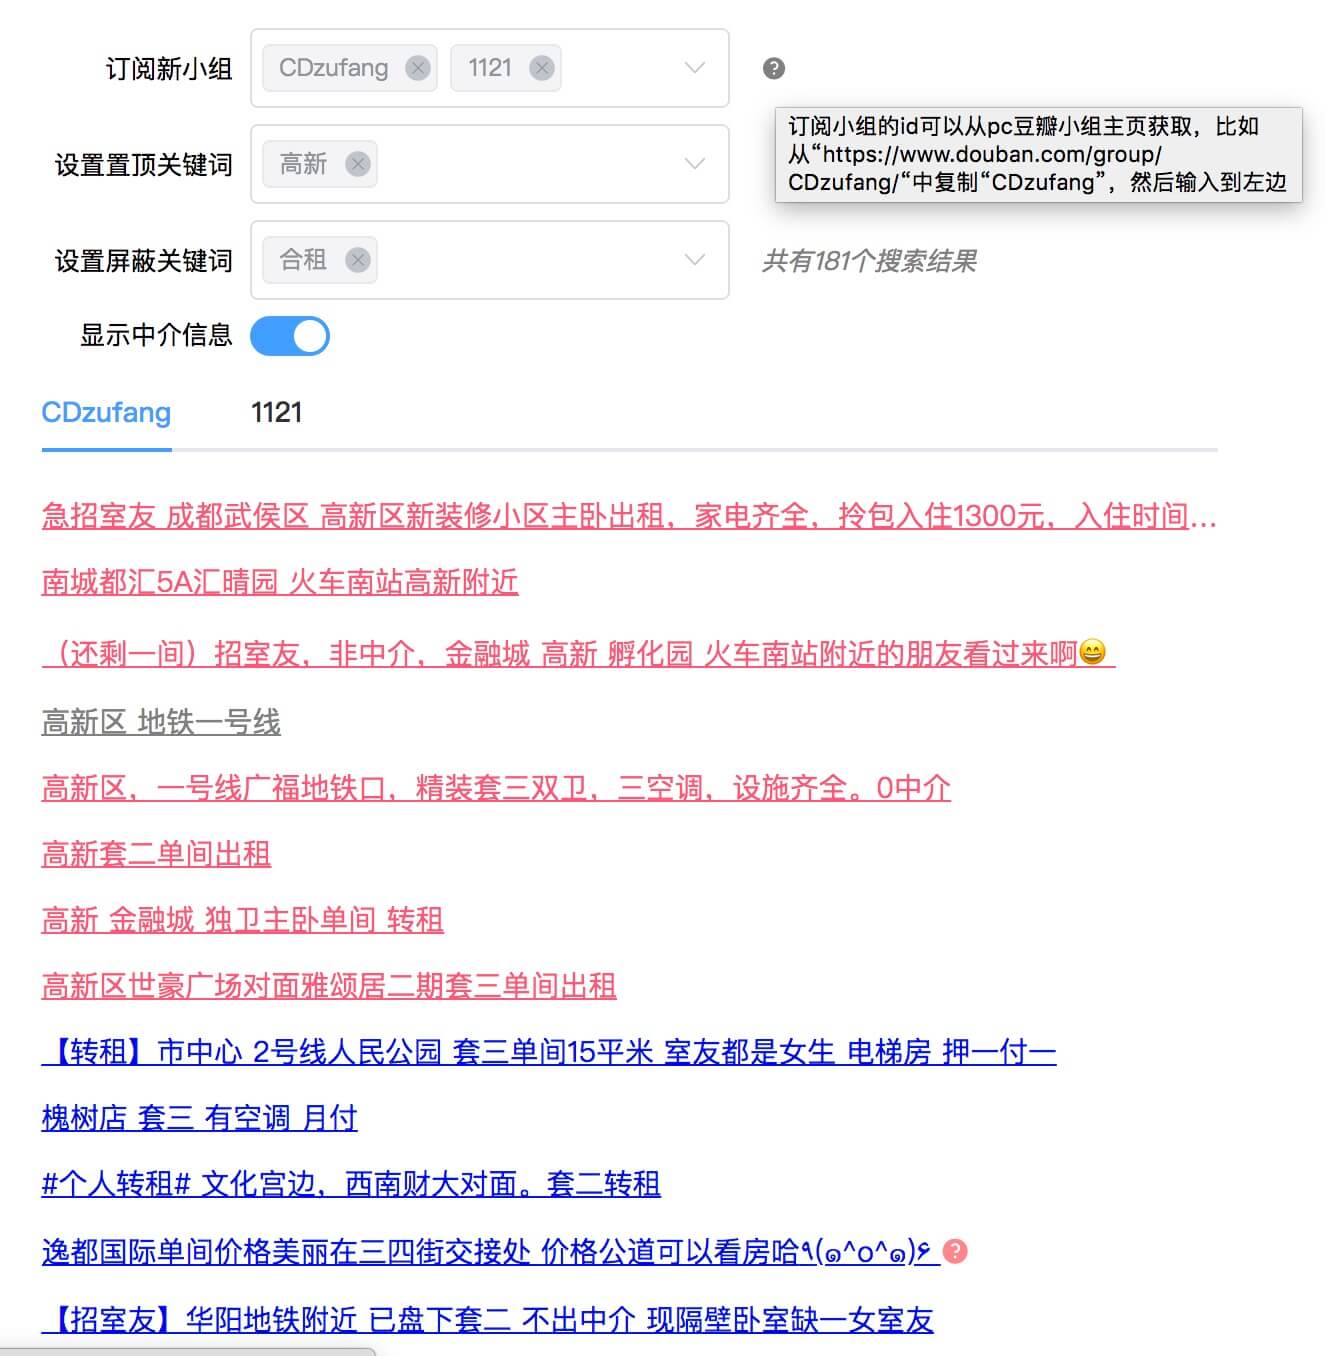 订阅新小组 CDzufang 1121
订阅小组的id可以从pc豆瓣小组主页获取，比如
从“https://www.douban.com/group/
CDzufang/“中复制“CDzufang”，然后输入到左边
设置置顶关键词 高新
设置屏蔽关键词 合租 共有181个搜索结果
显示中介信息
CDzufang 1121
急招室友 成都武侯区 高新区新装修小区主卧出租，家电齐全，拎包入住1300元，入住时间...
南城都汇5A汇晴园 火车南站高新附近
（还剩一间）招室友，非中介，金融城 高新 孵化园 火车南站附近的朋友看过来啊😄
高新区 地铁一号线
高新区，一号线广福地铁口，精装套三双卫，三空调，设施齐全。0中介
高新套二单间出租
高新 金融城 独卫主卧单间 转租
高新区世豪广场对面雅颂居二期套三单间出租
【转租】市中心 2号线人民公园 套三单间15平米 室友都是女生 电梯房 押一付一
槐树店 套三 有空调 月付
#个人转租# 文化宫边，西南财大对面。套二转租
逸都国际单间价格美丽在三四街交接处 价格公道可以看房哈٩(๑^o^๑)۶
【招室友】华阳地铁附近 已盘下套二 不出中介 现隔壁卧室缺一女室友